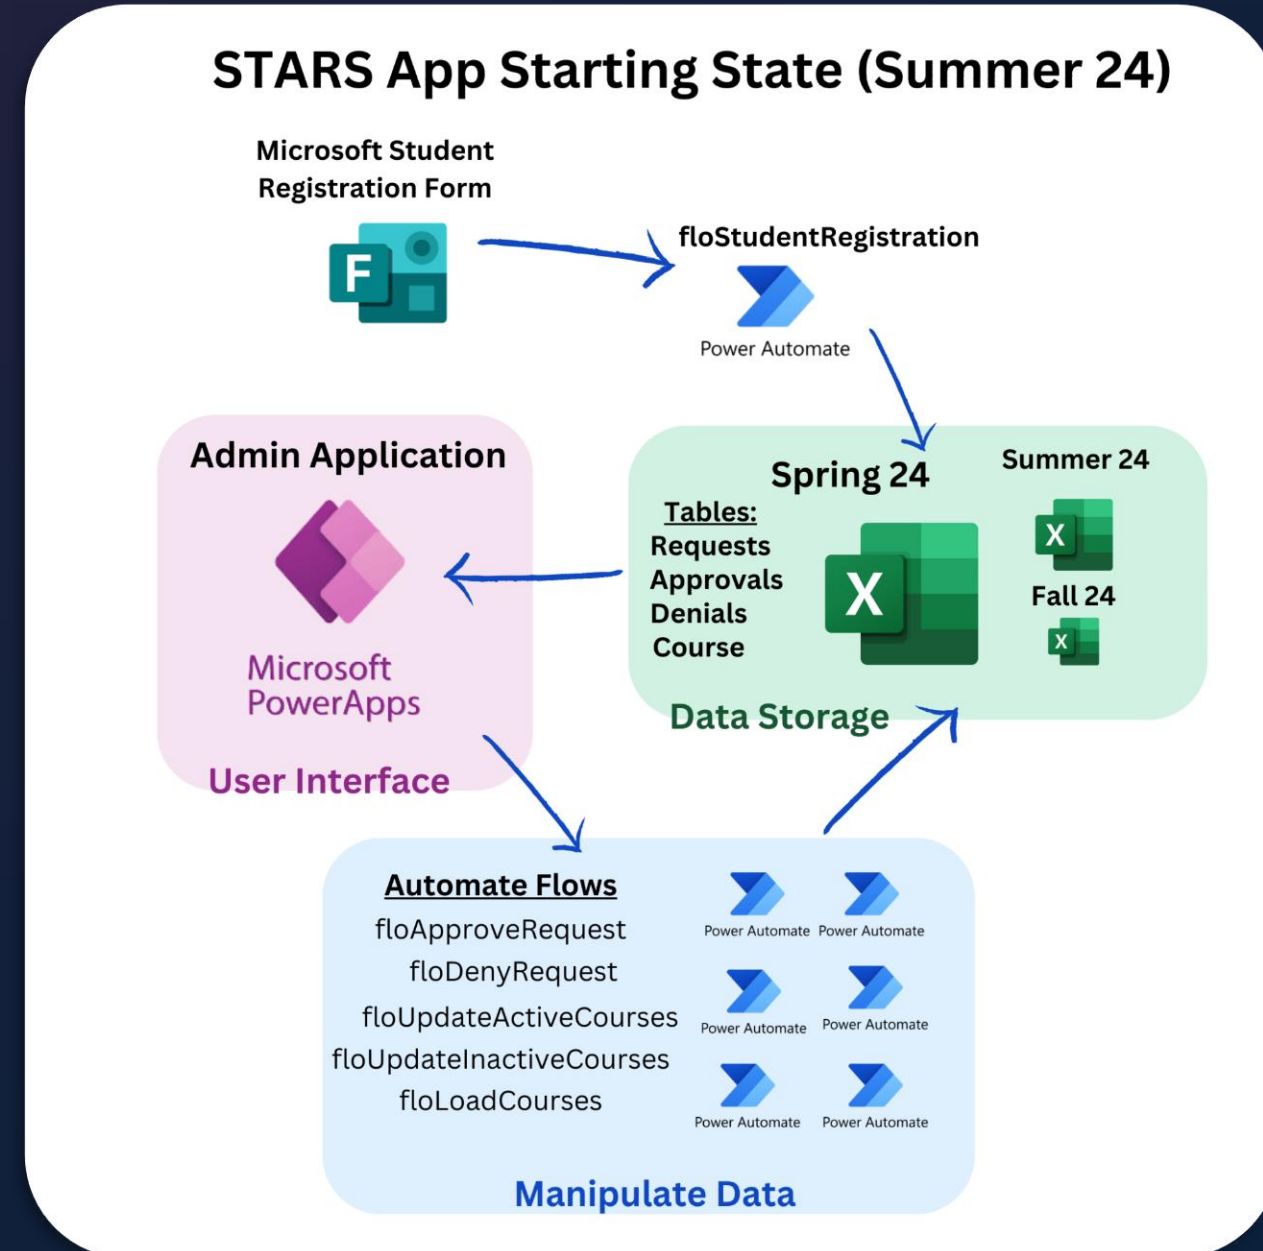 STARS App Starting State (Summer 24)
Microsoft Student
Registration Form
F
floStudentRegistration
Power Automate
Admin Application
Microsoft
PowerApps
User Interface
Spring 24
Tables:
Requests
Approvals
Denials
Course
X
Summer 24
X
Fall 24
X
Data Storage
Automate Flows
floApproveRequest
floDenyRequest
floUpdateActiveCourses
floUpdateInactiveCourses
floLoadCourses
Power Automate Power Automate
Power Automate Power Automate
Power Automate Power Automate
Manipulate Data